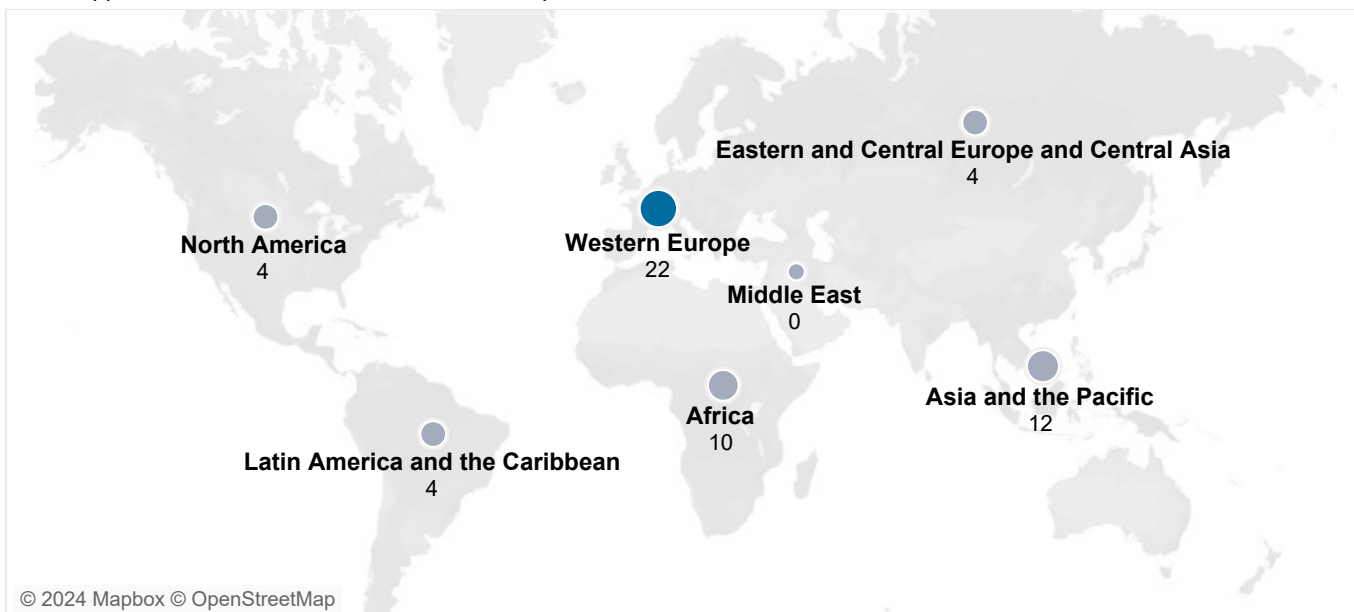 Eastern and Central Europe and Central Asia
4
North America
4
Western Europe
22
Middle East
0
Asia and the Pacific
12
Africa
10
Latin America and the Caribbean
4
© 2024 Mapbox © OpenStreetMap